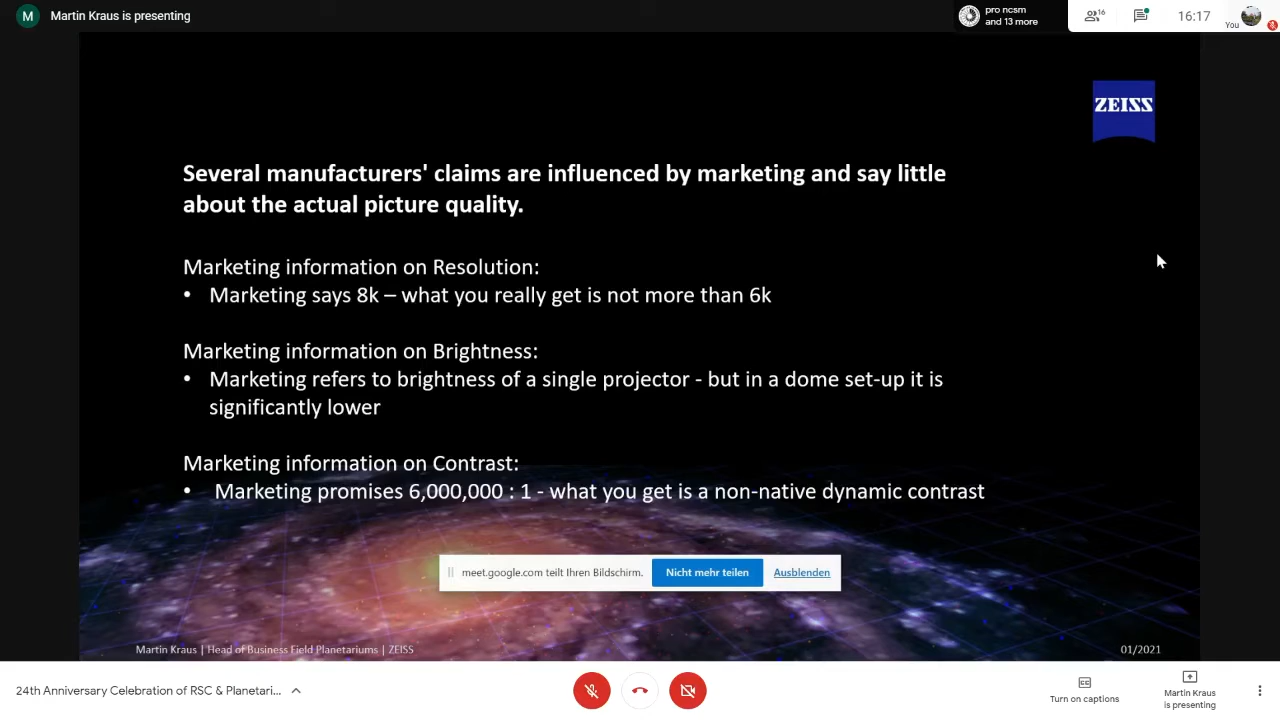 M
Martin Kraus is presenting
pro ncsm
and 13 more
16
16:17
You
ZEISS
Several manufacturers' claims are influenced by marketing and say little
about the actual picture quality.
Marketing information on Resolution:
• Marketing says 8k – what you really get is not more than 6k
Marketing information on Brightness:
• Marketing refers to brightness of a single projector - but in a dome set-up it is
significantly lower
Marketing information on Contrast:
• Marketing promises 6,000,000 : 1 - what you get is a non-native dynamic contrast
meet.google.com teilt Ihren Bildschirm.
Nicht mehr teilen
Ausblenden
Martin Kraus | Head of Business Field Planetariums | ZEISS
01/2021
24th Anniversary Celebration of RSC & Planetari...
Turn on captions
Martin Kraus
is presenting